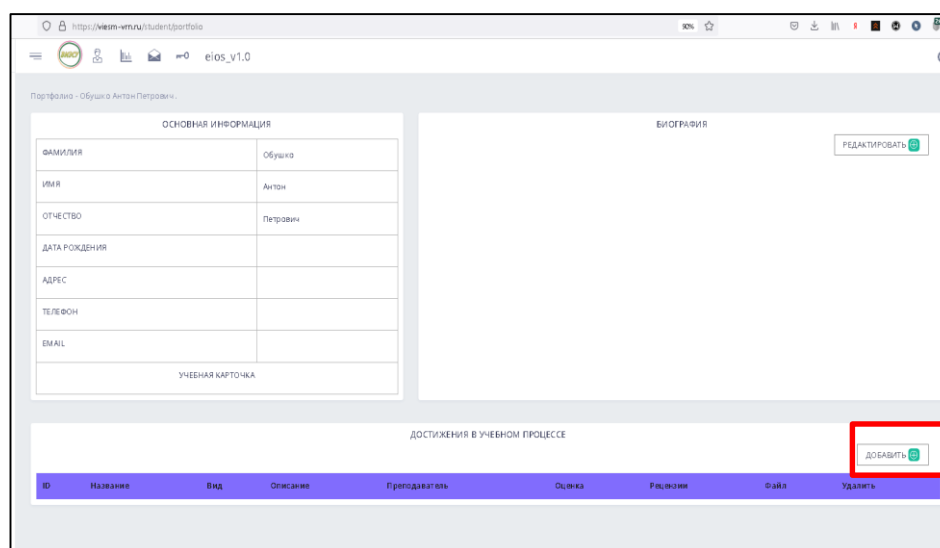 https://viesm-vrn.ru/student/portfolio 90%
eios_v1.0
Портфолио - Обушко Антон Петрович.
ОСНОВНАЯ ИНФОРМАЦИЯ
ФАМИЛИЯ Обушко
ИМЯ Антон
ОТЧЕСТВО Петрович
ДАТА РОЖДЕНИЯ
АДРЕС
ТЕЛЕФОН
EMAIL
УЧЕБНАЯ КАРТОЧКА
БИОГРАФИЯ
РЕДАКТИРОВАТЬ
ДОСТИЖЕНИЯ В УЧЕБНОМ ПРОЦЕССЕ
ДОБАВИТЬ
ID Название Вид Описание Преподаватель Оценка Рецензии Файл Удалить